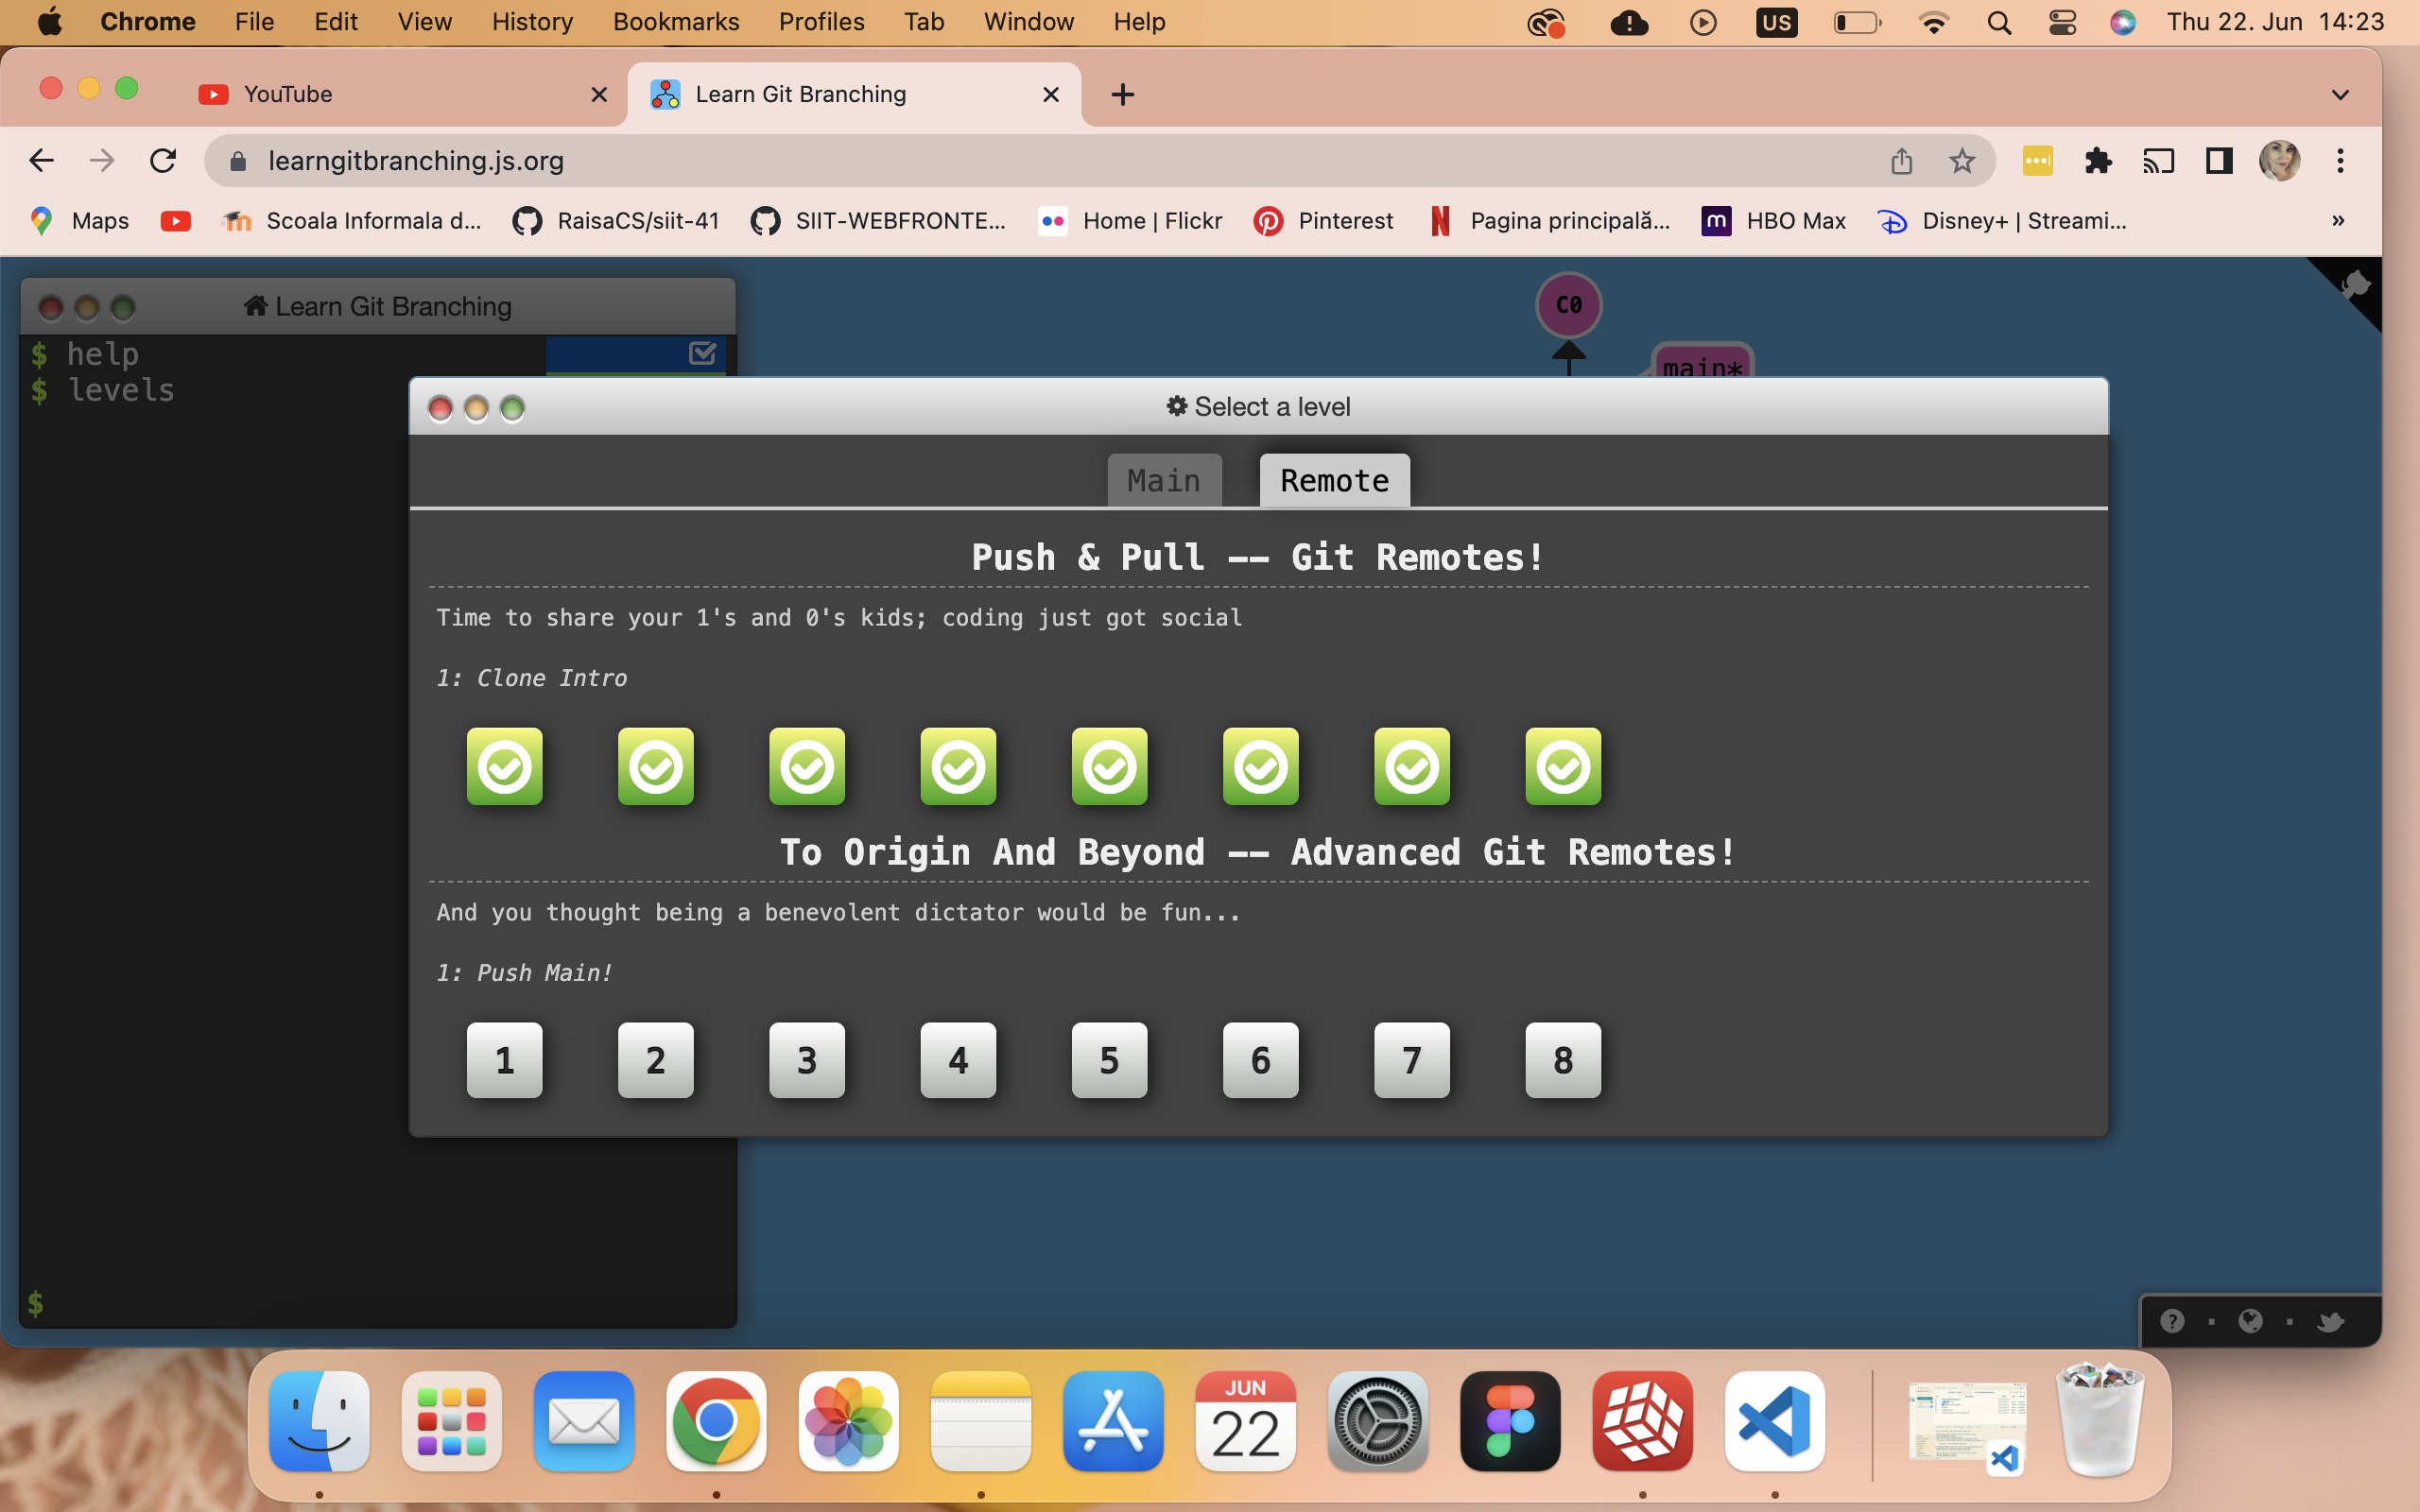 Chrome File Edit View History Bookmarks Profiles Tab Window Help US Thu 22. Jun 14:23
YouTube Learn Git Branching
learngitbranching.js.org
Maps Scoala Informala d... RaisaCS/siit-41 SIIT-WEBFRONTE... Home | Flickr Pinterest Pagina principală... HBO Max Disney+ | Streami... »
Learn Git Branching
C0
$ help
main*
$ levels
Select a level
Main Remote
Push & Pull -- Git Remotes!
Time to share your 1's and 0's kids; coding just got social
1: Clone Intro
To Origin And Beyond -- Advanced Git Remotes!
And you thought being a benevolent dictator would be fun...
1: Push Main!
1 2 3 4 5 6 7 8
$
?
JUN
22